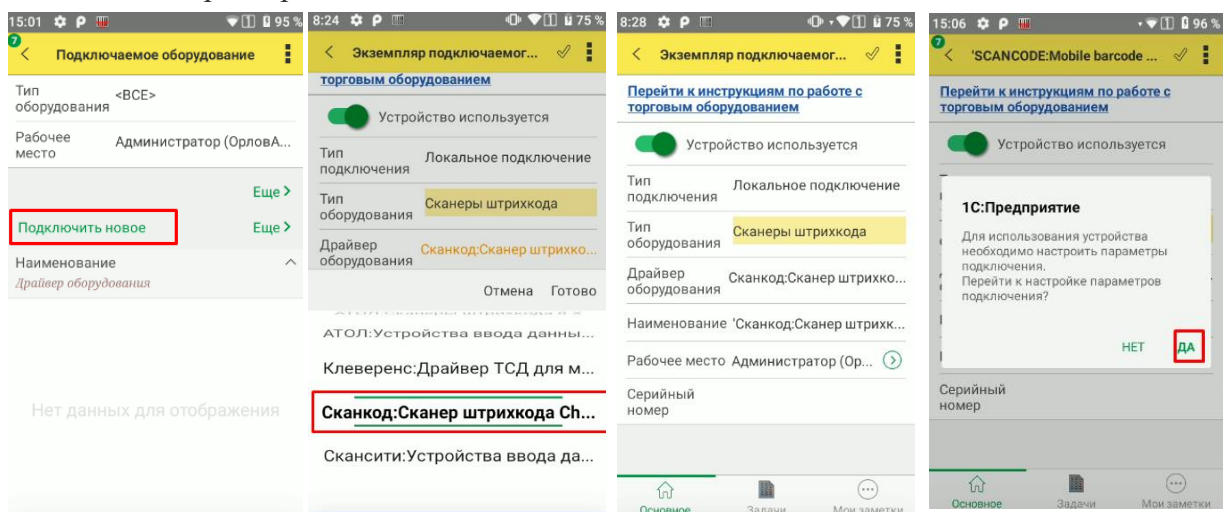 15:01 95 %
7
Подключаемое оборудование
Тип
оборудования
<ВСЕ>
Рабочее
место
Администратор (ОрловА...
Еще
Подключить новое
Еще
Наименование
Драйвер оборудования
Нет данных для отображения
8:24 75 %
Экземпляр подключаемог...
торговым оборудованием
Устройство используется
Тип
подключения
Локальное подключение
Тип
оборудования
Сканеры штрихкода
Драйвер
оборудования
Сканкод:Сканер штрихко...
Отмена Готово
АТОЛ:Устройства ввода данны...
Клеверенс:Драйвер ТСД для м...
Сканкод:Сканер штрихкода Ch...
Скансити:Устройства ввода да...
8:28 75 %
Экземпляр подключаемог...
Перейти к инструкциям по работе с
торговым оборудованием
Устройство используется
Тип
подключения
Локальное подключение
Тип
оборудования
Сканеры штрихкода
Драйвер
оборудования
Сканкод:Сканер штрихко...
Наименование 'Сканкод:Сканер штрихк...
Рабочее место Администратор (Ор...
Серийный
номер
Основное Задачи Мои заметки
15:06 96 %
7
'SCANCODE:Mobile barcode ...
Перейти к инструкциям по работе с
торговым оборудованием
Устройство используется
1С:Предприятие
Для использования устройства
необходимо настроить параметры
подключения.
Перейти к настройке параметров
подключения?
НЕТ ДА
Серийный
номер
Основное Задачи Мои заметки